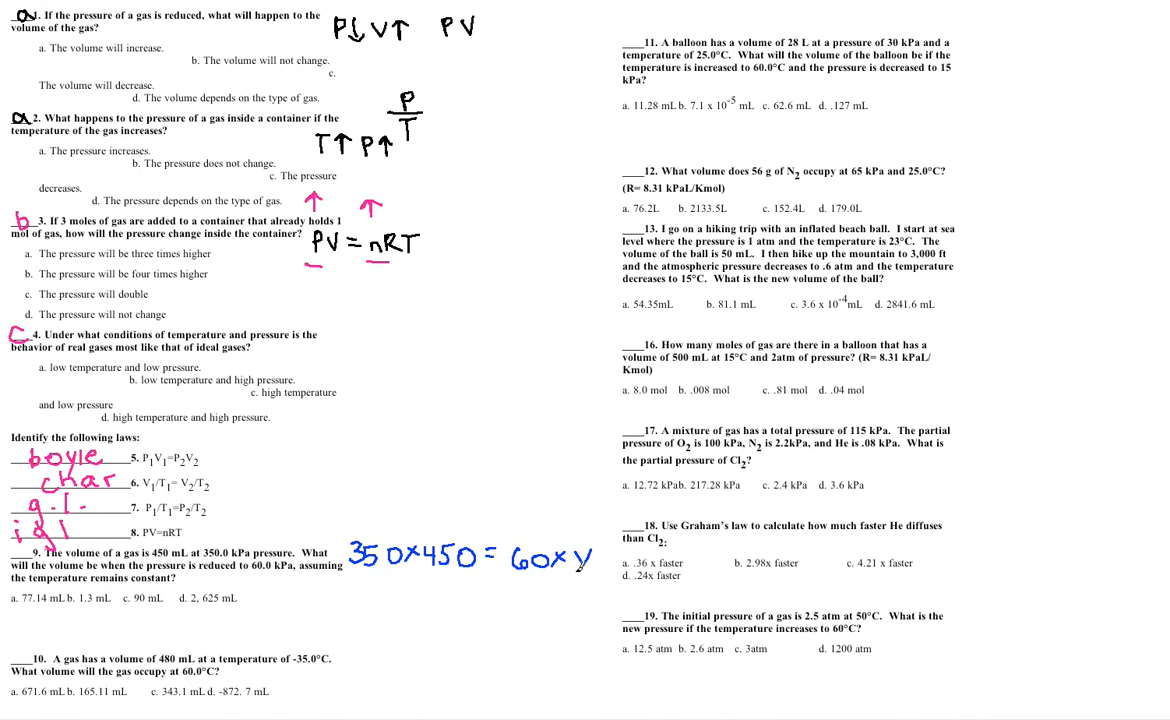 a 1. If the pressure of a gas is reduced, what will happen to the
volume of the gas?
P↓ V↑ PV
a. The volume will increase.
b. The volume will not change.
c.
The volume will decrease.
d. The volume depends on the type of gas.
a 2. What happens to the pressure of a gas inside a container if the
temperature of the gas increases?
P
T
T↑ P↑
a. The pressure increases.
b. The pressure does not change.
c. The pressure
decreases.
d. The pressure depends on the type of gas.
↑ ↑
b 3. If 3 moles of gas are added to a container that already holds 1
mol of gas, how will the pressure change inside the container?
PV = nRT
a. The pressure will be three times higher
b. The pressure will be four times higher
c. The pressure will double
d. The pressure will not change
C 4. Under what conditions of temperature and pressure is the
behavior of real gases most like that of ideal gases?
a. low temperature and low pressure.
b. low temperature and high pressure.
c. high temperature
and low pressure
d. high temperature and high pressure.
Identify the following laws:
boyle 5. P1V1=P2V2
char 6. V1/T1= V2/T2
g.l. 7. P1/T1=P2/T2
igl 8. PV=nRT
____9. The volume of a gas is 450 mL at 350.0 kPa pressure. What
will the volume be when the pressure is reduced to 60.0 kPa, assuming
the temperature remains constant?
350×450 = 60×V
a. 77.14 mL b. 1.3 mL c. 90 mL d. 2, 625 mL
____10. A gas has a volume of 480 mL at a temperature of -35.0°C.
What volume will the gas occupy at 60.0°C?
a. 671.6 mL b. 165.11 mL c. 343.1 mL d. -872. 7 mL
____11. A balloon has a volume of 28 L at a pressure of 30 kPa and a
temperature of 25.0°C. What will the volume of the balloon be if the
temperature is increased to 60.0°C and the pressure is decreased to 15
kPa?
a. 11.28 mL b. 7.1 x 10-5 mL c. 62.6 mL d. .127 mL
____12. What volume does 56 g of N2 occupy at 65 kPa and 25.0°C?
(R= 8.31 kPaL/Kmol)
a. 76.2L b. 2133.5L c. 152.4L d. 179.0L
____13. I go on a hiking trip with an inflated beach ball. I start at sea
level where the pressure is 1 atm and the temperature is 23°C. The
volume of the ball is 50 mL. I then hike up the mountain to 3,000 ft
and the atmospheric pressure decreases to .6 atm and the temperature
decreases to 15°C. What is the new volume of the ball?
a. 54.35mL b. 81.1 mL c. 3.6 x 10-4mL d. 2841.6 mL
____16. How many moles of gas are there in a balloon that has a
volume of 500 mL at 15°C and 2atm of pressure? (R= 8.31 kPaL/
Kmol)
a. 8.0 mol b. .008 mol c. .81 mol d. .04 mol
____17. A mixture of gas has a total pressure of 115 kPa. The partial
pressure of O2 is 100 kPa, N2 is 2.2kPa, and He is .08 kPa. What is
the partial pressure of Cl2?
a. 12.72 kPa b. 217.28 kPa c. 2.4 kPa d. 3.6 kPa
____18. Use Graham's law to calculate how much faster He diffuses
than Cl2:
a. .36 x faster b. 2.98x faster c. 4.21 x faster
d. .24x faster
____19. The initial pressure of a gas is 2.5 atm at 50°C. What is the
new pressure if the temperature increases to 60°C?
a. 12.5 atm b. 2.6 atm c. 3atm d. 1200 atm